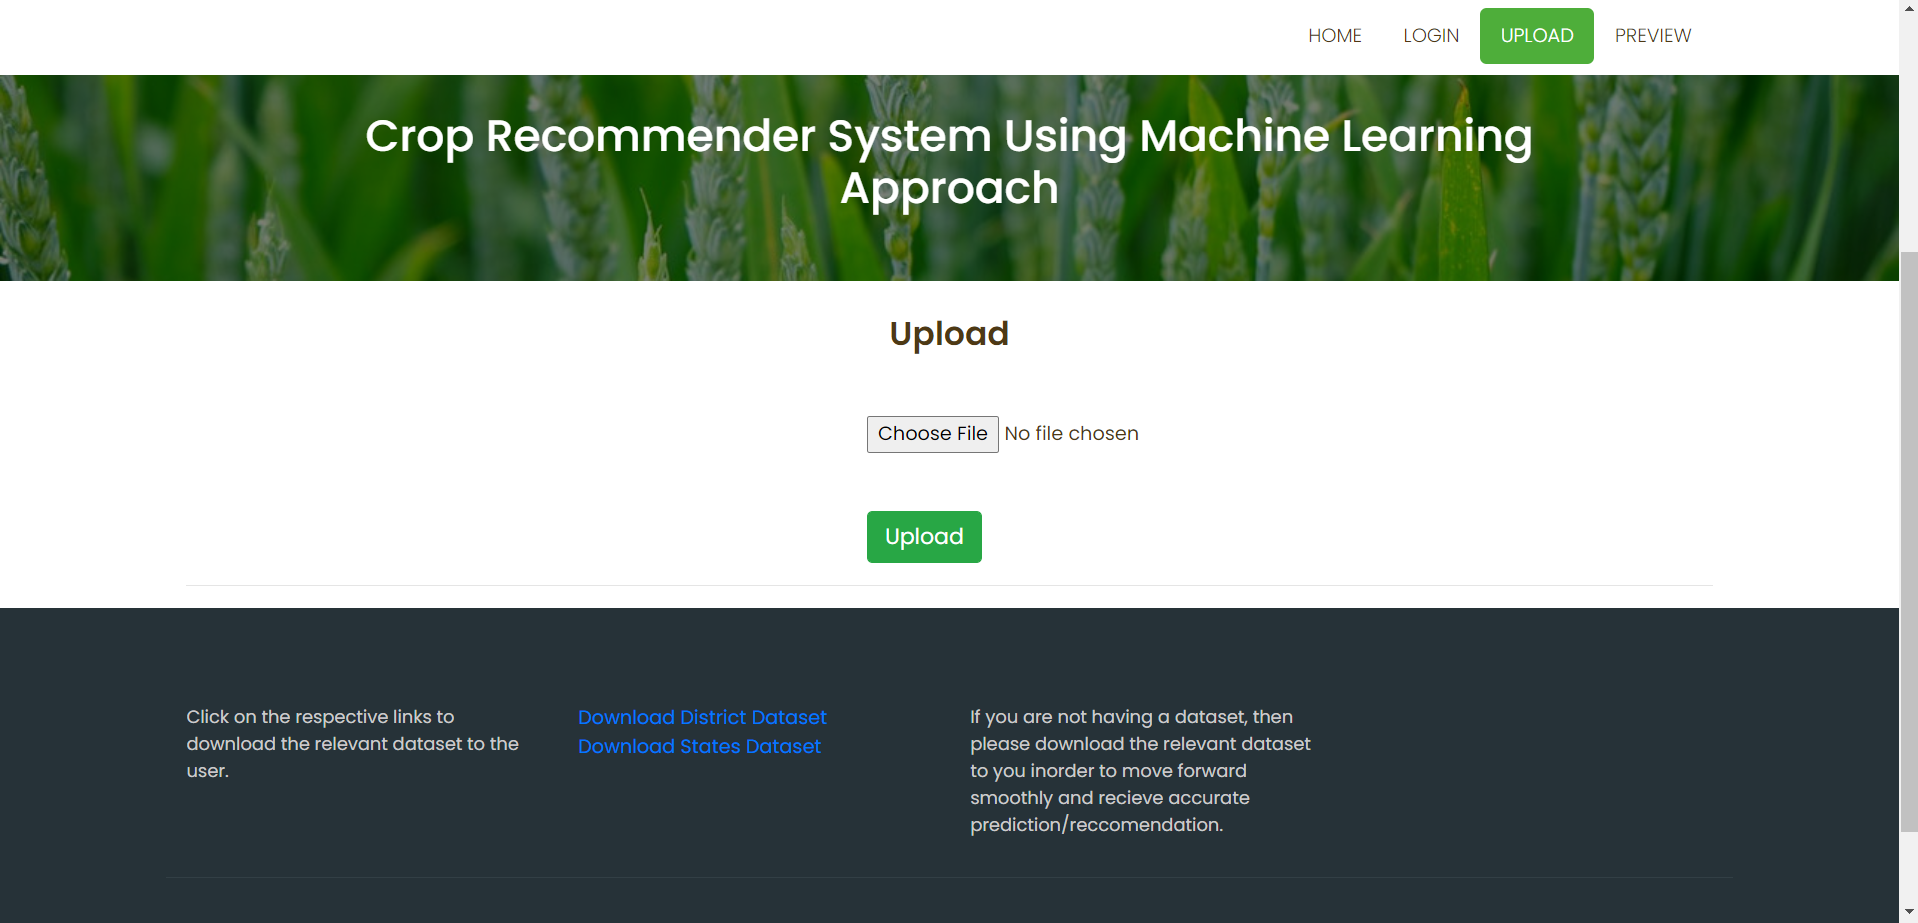 HOME LOGIN UPLOAD PREVIEW
Crop Recommender System Using Machine Learning
Approach
Upload
Choose File No file chosen
Upload
Click on the respective links to
download the relevant dataset to the
user.
Download District Dataset
Download States Dataset
If you are not having a dataset, then
please download the relevant dataset
to you inorder to move forward
smoothly and recieve accurate
prediction/reccomendation.